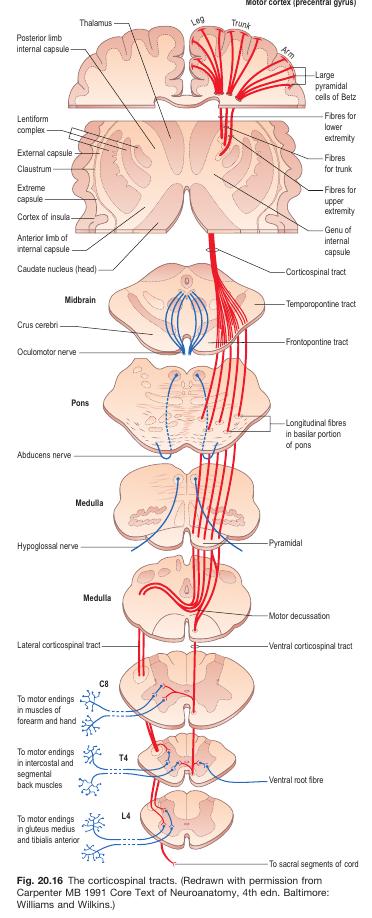 Motor cortex (precentral gyrus)
Leg
Trunk
Arm
Thalamus
Posterior limb
internal capsule
Large
pyramidal
cells of Betz
Lentiform
complex
Fibres for
lower
extremity
External capsule
Fibres
for trunk
Claustrum
Extreme
capsule
Fibres for
upper
extremity
Cortex of insula
Anterior limb of
internal capsule
Genu of
internal
capsule
Caudate nucleus (head)
Corticospinal tract
Midbrain
Temporopontine tract
Crus cerebri
Frontopontine tract
Oculomotor nerve
Pons
Longitudinal fibres
in basilar portion
of pons
Abducens nerve
Medulla
Hypoglossal nerve
Pyramidal
Medulla
Motor decussation
Lateral corticospinal tract
Ventral corticospinal tract
C8
To motor endings
in muscles of
forearm and hand
To motor endings
in intercostal and
segmental
back muscles
T4
Ventral root fibre
L4
To motor endings
in gluteus medius
and tibialis anterior
To sacral segments of cord
Fig. 20.16 The corticospinal tracts. (Redrawn with permission from
Carpenter MB 1991 Core Text of Neuroanatomy, 4th edn. Baltimore:
Williams and Wilkins.)